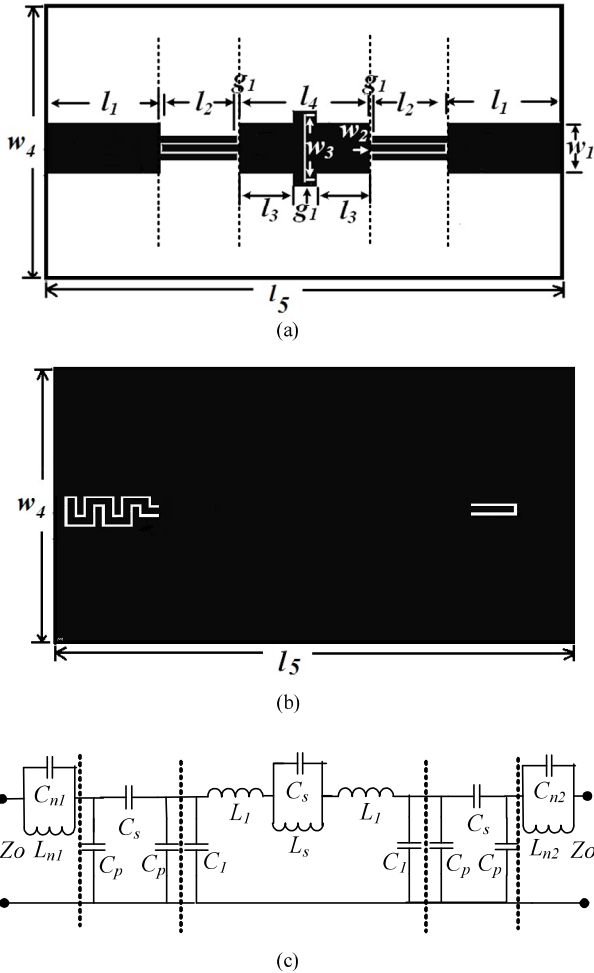 g1 g1
l1 l2 l4 l2 l1
w4 w3 w2 w1
l3 g1 l3
l5
(a)
w4
l5
(b)
Cn1 Cs Cn2
Cs L1 L1 Cs
Zo Ln1 Ls Ln2 Zo
Cp Cp C1 C1 Cp Cp
(c)